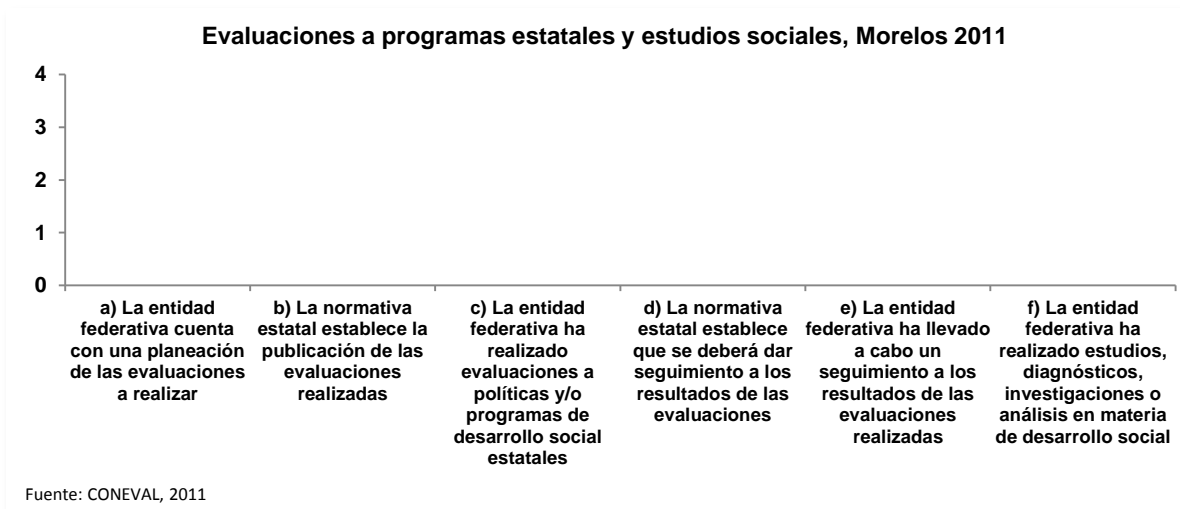 Evaluaciones a programas estatales y estudios sociales, Morelos 2011
4
3
2
1
0
a) La entidad
federativa cuenta
con una planeación
de las evaluaciones
a realizar
b) La normativa
estatal establece la
publicación de las
evaluaciones
realizadas
c) La entidad
federativa ha
realizado
evaluaciones a
políticas y/o
programas de
desarrollo social
estatales
d) La normativa
estatal establece
que se deberá dar
seguimiento a los
resultados de las
evaluaciones
e) La entidad
federativa ha llevado
a cabo un
seguimiento a los
resultados de las
evaluaciones
realizadas
f) La entidad
federativa ha
realizado estudios,
diagnósticos,
investigaciones o
análisis en materia
de desarrollo social
Fuente: CONEVAL, 2011